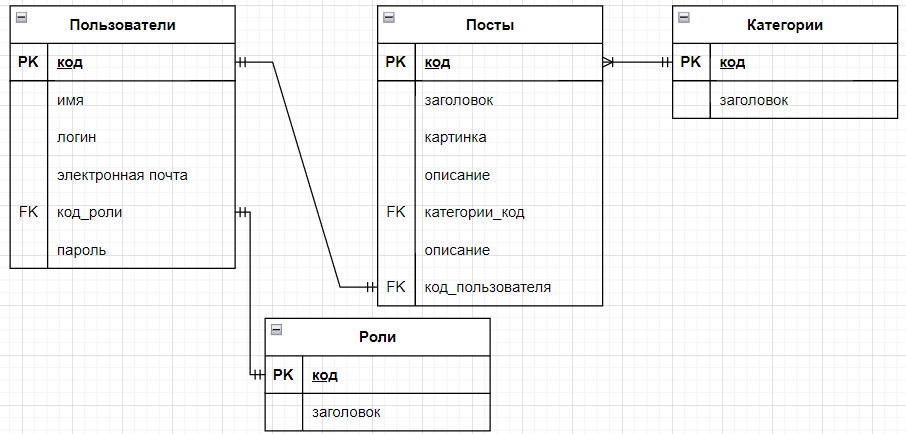 Пользователи
PK код
имя
логин
электронная почта
FK код_роли
пароль
Посты
PK код
заголовок
картинка
описание
FK категории_код
описание
FK код_пользователя
Категории
PK код
заголовок
Роли
PK код
заголовок